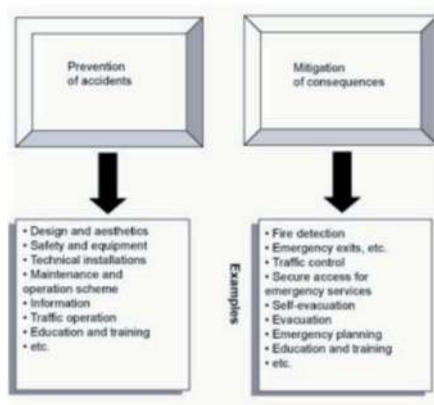 Prevention
of accidents
Mitigation
of consequences
• Design and aesthetics
• Safety and equipment
• Technical installations
• Maintenance and
operation scheme
• Information
• Traffic operation
• Education and training
• etc.
Examples
• Fire detection
• Emergency exits, etc.
• Traffic control
• Secure access for
emergency services
• Self-evacuation
• Evacuation
• Emergency planning
• Education and training
• etc.